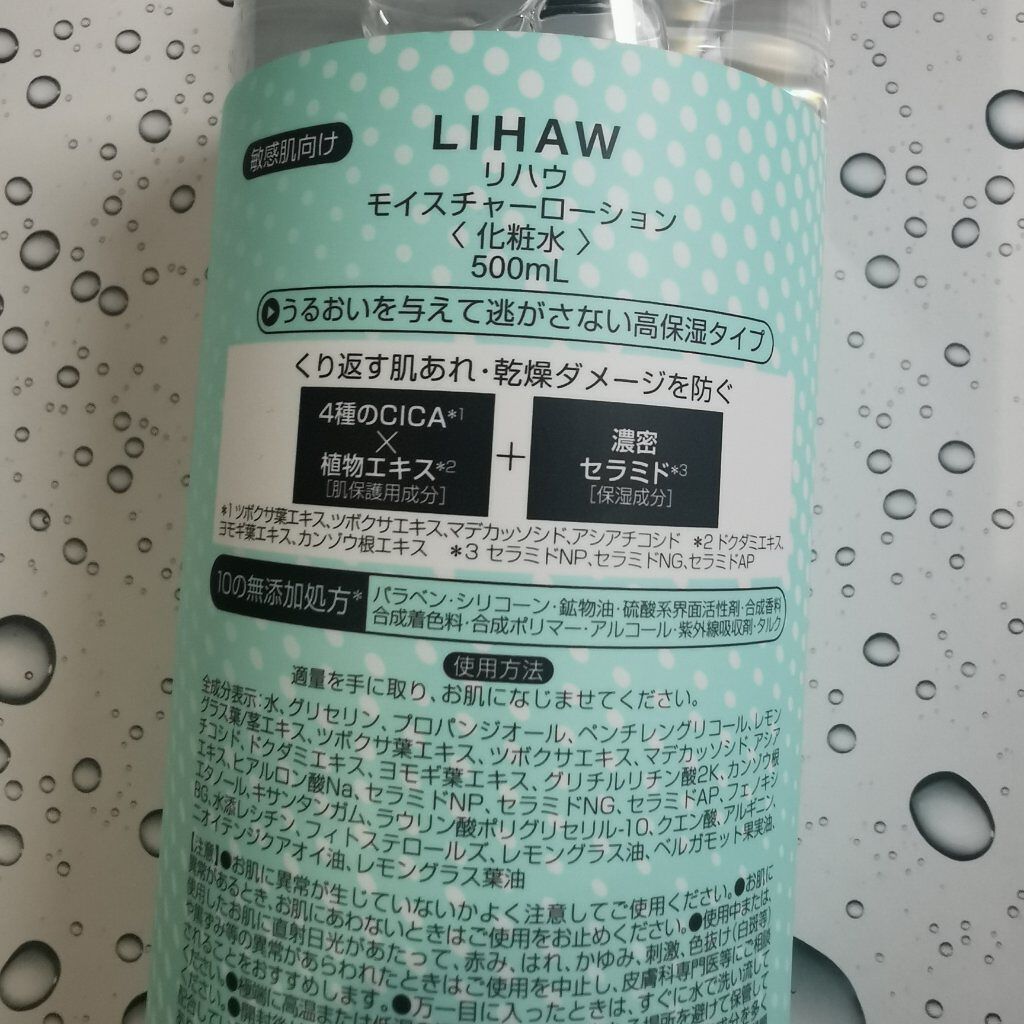 敏感肌向け
LIHAW
リハウ
モイスチャーローション
〈 化粧水 〉
500mL
うるおいを与えて逃がさない高保湿タイプ
くり返す肌あれ・乾燥ダメージを防ぐ
4種のCICA*1
×
植物エキス*2
[肌保護用成分]
+
濃密
セラミド*3
[保湿成分]
*1 ツボクサ葉エキス、ツボクサエキス、マデカッソシド、アシアチコシド *2 ドクダミエキス、
ヨモギ葉エキス、カンゾウ根エキス *3 セラミドNP、セラミドNG、セラミドAP
10の無添加処方*
パラベン・シリコーン・鉱物油・硫酸系界面活性剤・合成香料
合成着色料・合成ポリマー・アルコール・紫外線吸収剤・タルク
使用方法
適量を手に取り、お肌になじませてください。
全成分表示:水、グリセリン、プロパンジオール、ペンチレングリコール、レモン
グラス葉/茎エキス、ツボクサ葉エキス、ツボクサエキス、マデカッソシド、アシア
チコシド、ドクダミエキス、ヨモギ葉エキス、グリチルリチン酸2K、カンゾウ根
エキス、ヒアルロン酸Na、セラミドNP、セラミドNG、セラミドAP、フェノキシ
エタノール、キサンタンガム、ラウリン酸ポリグリセリル-10、クエン酸、アルギニン、
BG、水添レシチン、フィトステロールズ、レモングラス油、ベルガモット果実油、
ニオイテンジクアオイ油、レモングラス葉油
【注意】●お肌に異常が生じていないかよく注意してご使用ください。●お肌に
異常があるとき、お肌にあわないときはご使用をお止めください。●使用中または、
使用したお肌に直射日光があたって、赤み、はれ、かゆみ、刺激、色抜け(白斑等)
や黒ずみ等の異常があらわれたときはご使用を中止し、皮膚科専門医等にご相談
されることをおすすめします。●万一目に入ったときは、すぐに水で洗い流して
ください。●極端に高温または低温
場所を避けて保管して
ください。●開封後